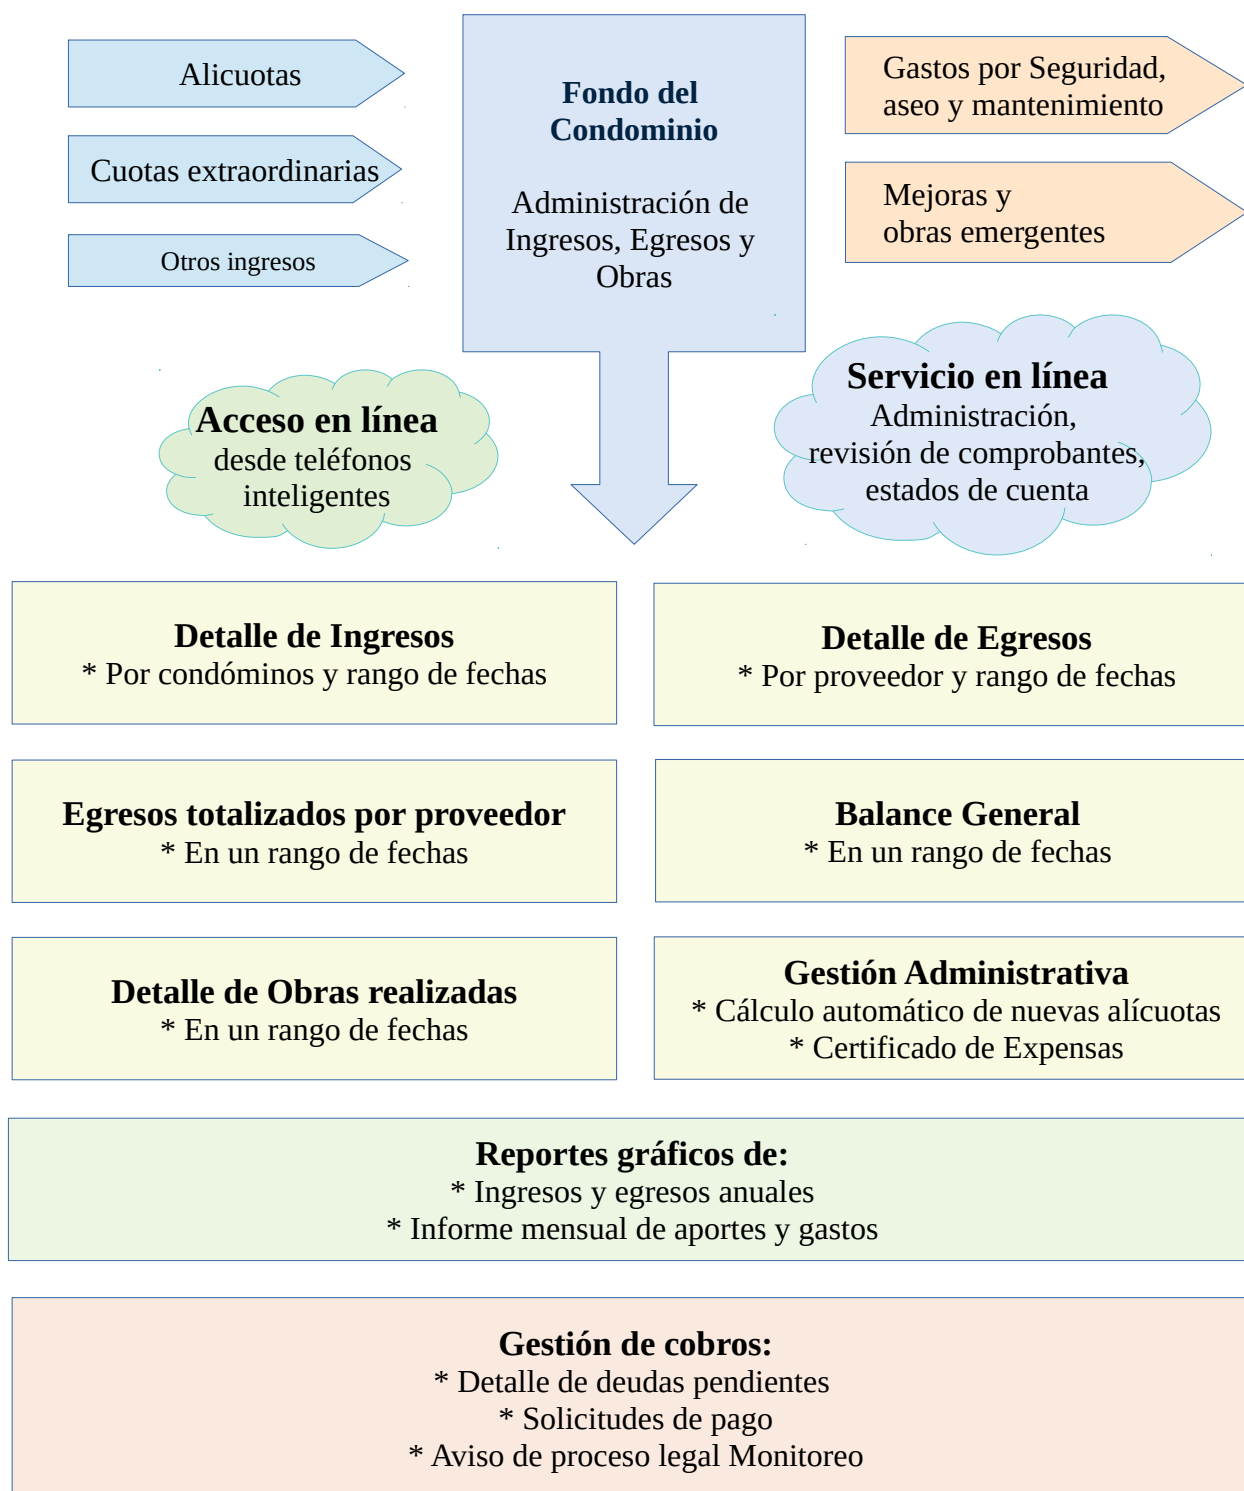 Alicuotas
Cuotas extraordinarias
Otros ingresos
Fondo del
Condominio
Administración de
Ingresos, Egresos y
Obras
Gastos por Seguridad,
aseo y mantenimiento
Mejoras y
obras emergentes
Acceso en línea
desde teléfonos
inteligentes
Servicio en línea
Administración,
revisión de comprobantes,
estados de cuenta
Detalle de Ingresos
* Por condóminos y rango de fechas
Detalle de Egresos
* Por proveedor y rango de fechas
Egresos totalizados por proveedor
* En un rango de fechas
Balance General
* En un rango de fechas
Detalle de Obras realizadas
* En un rango de fechas
Gestión Administrativa
* Cálculo automático de nuevas alícuotas
* Certificado de Expensas
Reportes gráficos de:
* Ingresos y egresos anuales
* Informe mensual de aportes y gastos
Gestión de cobros:
* Detalle de deudas pendientes
* Solicitudes de pago
* Aviso de proceso legal Monitoreo